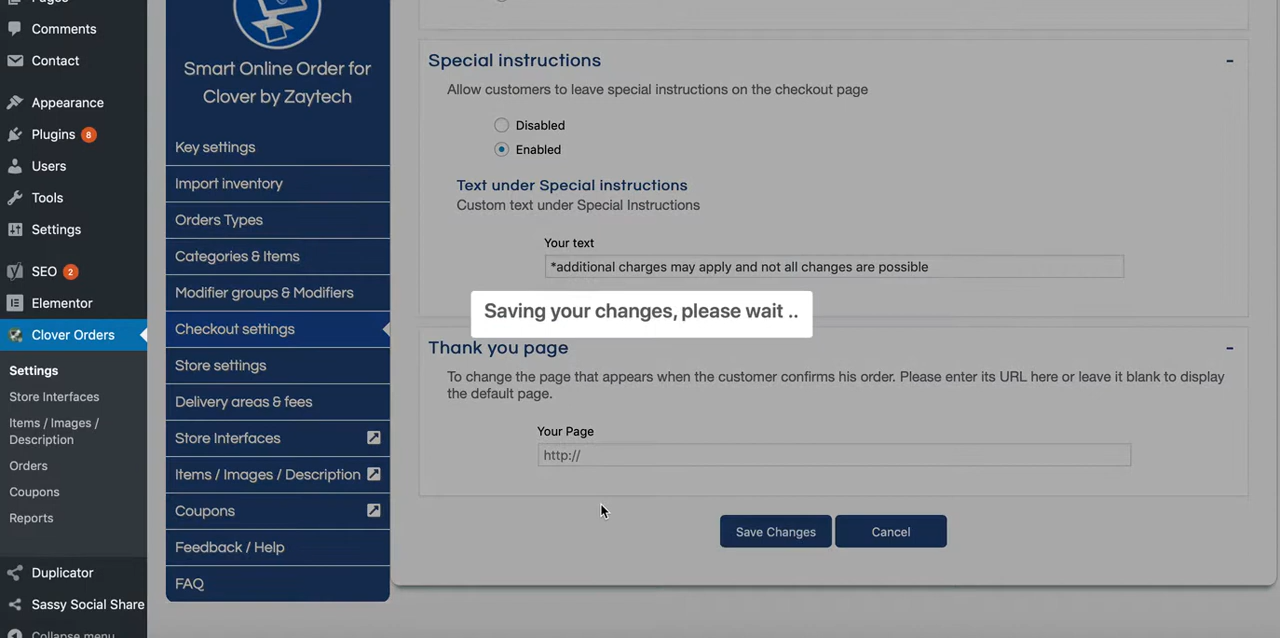 Pages
Comments
Contact
Appearance
Plugins 8
Users
Tools
Settings
SEO 2
Elementor
Clover Orders
Settings
Store Interfaces
Items / Images /
Description
Orders
Coupons
Reports
Duplicator
Sassy Social Share
Collapse menu
Smart Online Order for
Clover by Zaytech
Key settings
Import inventory
Orders Types
Categories & Items
Modifier groups & Modifiers
Checkout settings
Store settings
Delivery areas & fees
Store Interfaces
Items / Images / Description
Coupons
Feedback / Help
FAQ
Special instructions -
Allow customers to leave special instructions on the checkout page
Disabled
Enabled
Text under Special instructions
Custom text under Special Instructions
Your text
*additional charges may apply and not all changes are possible
Saving your changes, please wait ..
Thank you page -
To change the page that appears when the customer confirms his order. Please enter its URL here or leave it blank to display
the default page.
Your Page
http://
Save Changes Cancel